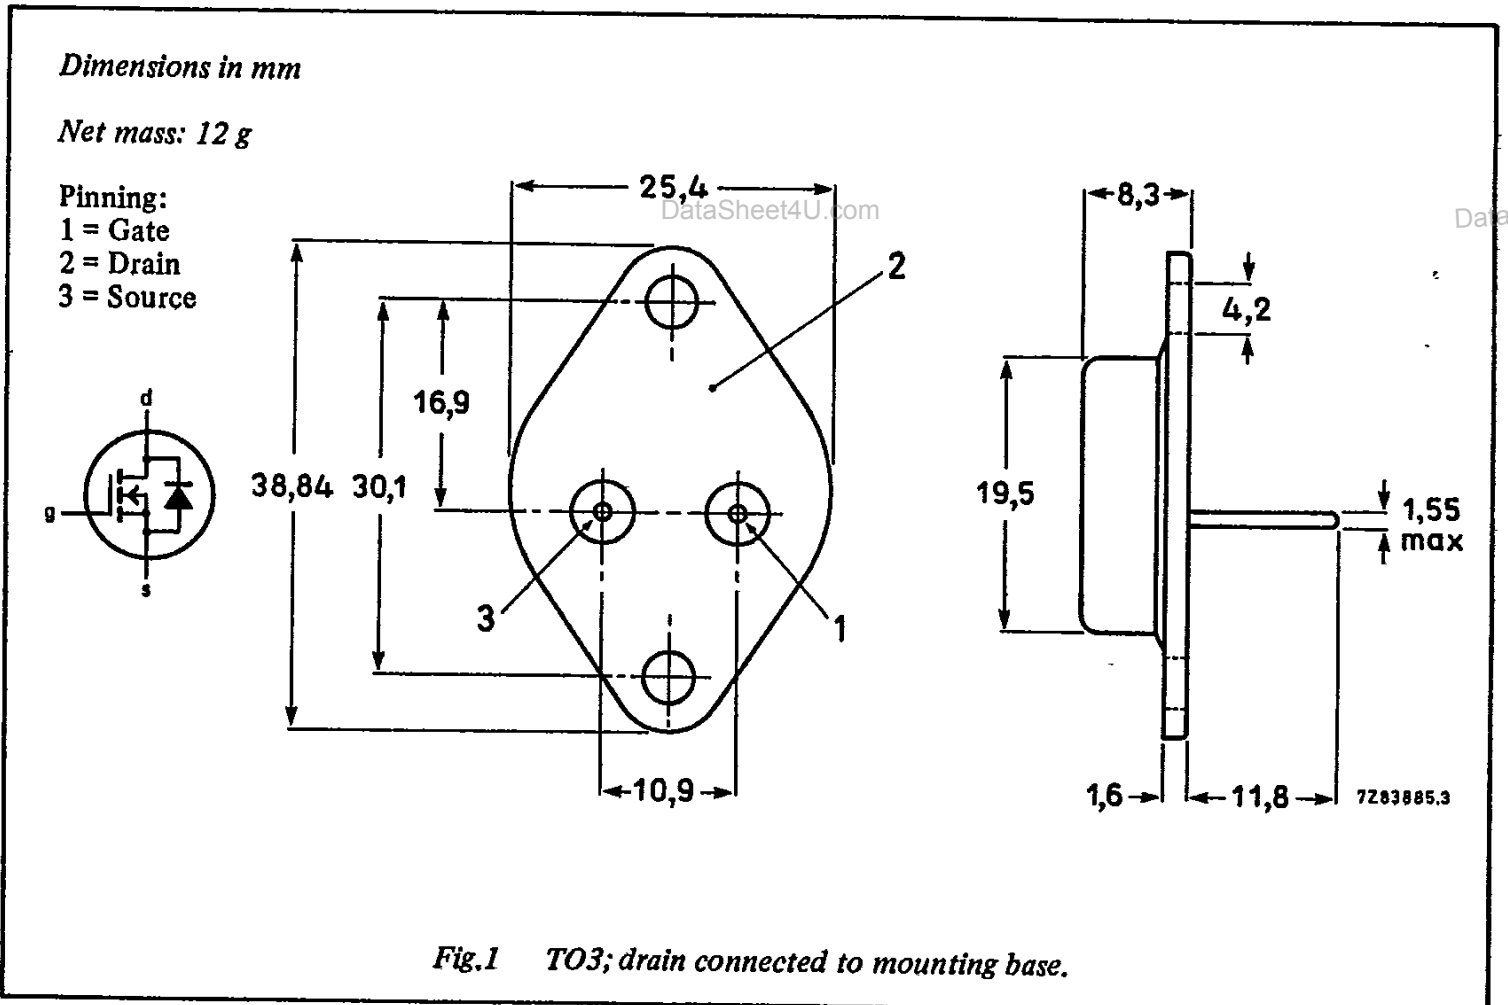 Dimensions in mm
Net mass: 12 g
Pinning:
1 = Gate
2 = Drain
3 = Source
25,4
DataSheet4U.com
8,3
Data
2
4,2
16,9
d
38,84
30,1
19,5
g
1,55
max
s
3
1
10,9
1,6
11,8
7Z83885.3
Fig.1 TO3; drain connected to mounting base.